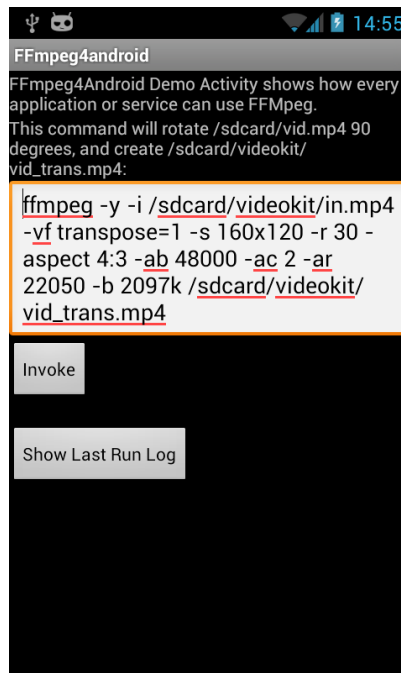 14:55
FFmpeg4android
FFmpeg4Android Demo Activity shows how every
application or service can use FFMpeg.
This command will rotate /sdcard/vid.mp4 90
degrees, and create /sdcard/videokit/
vid_trans.mp4:
ffmpeg -y -i /sdcard/videokit/in.mp4
-vf transpose=1 -s 160x120 -r 30 -
aspect 4:3 -ab 48000 -ac 2 -ar
22050 -b 2097k /sdcard/videokit/
vid_trans.mp4
Invoke
Show Last Run Log